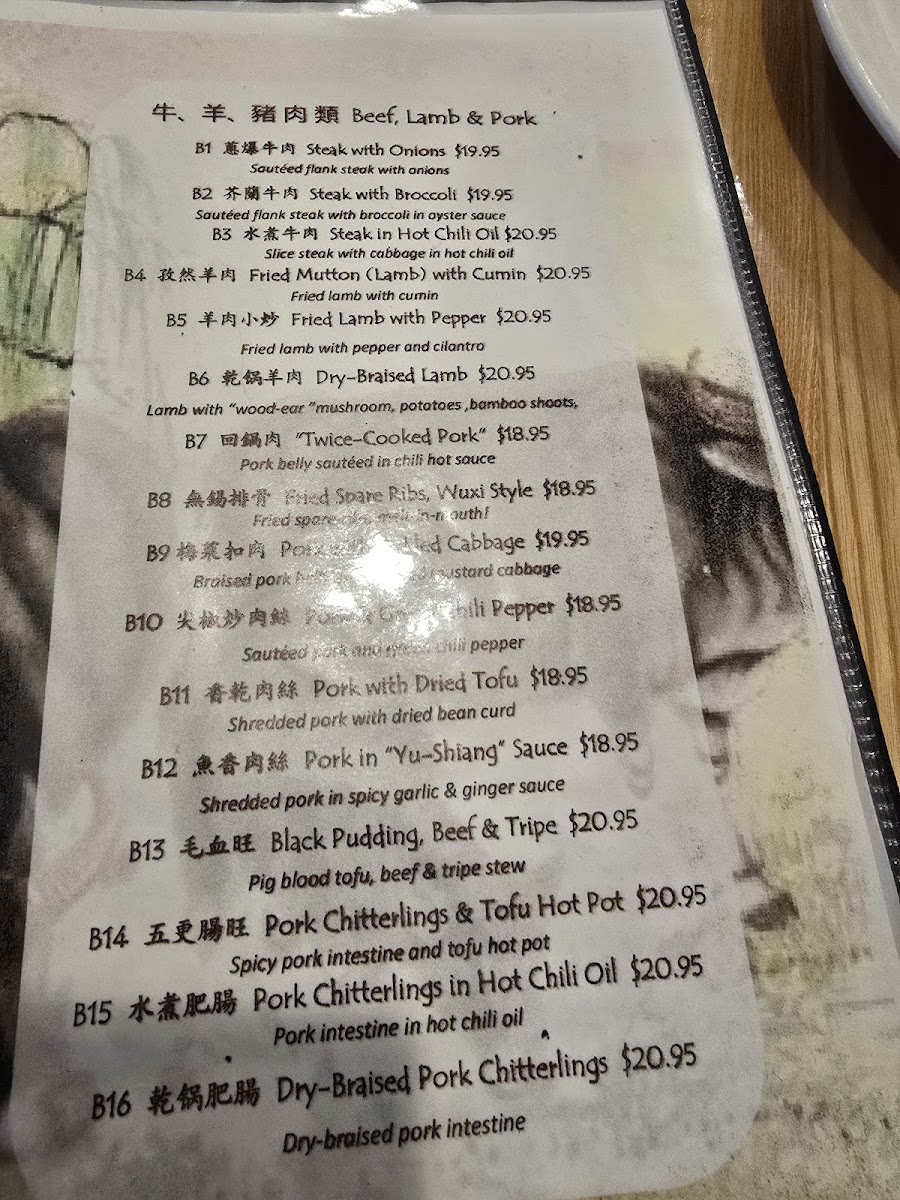 牛、羊、豬肉類 Beef, Lamb & Pork
B1 蔥爆牛肉 Steak with Onions $19.95
Sautéed flank steak with onions
B2 芥蘭牛肉 Steak with Broccoli $19.95
Sautéed flank steak with broccoli in oyster sauce
B3 水煮牛肉 Steak in Hot Chili Oil $20.95
Slice steak with cabbage in hot chili oil
B4 孜然羊肉 Fried Mutton (Lamb) with Cumin $20.95
Fried lamb with cumin
B5 羊肉小炒 Fried Lamb with Pepper $20.95
Fried lamb with pepper and cilantro
B6 乾锅羊肉 Dry-Braised Lamb $20.95
Lamb with "wood-ear "mushroom, potatoes ,bamboo shoots,
B7 回鍋肉 "Twice-Cooked Pork" $18.95
Pork belly sautéed in chili hot sauce
B8 無錫排骨 Fried Spare Ribs, Wuxi Style $18.95
Fried spare melt-in-mouth!
B9 梅菜扣肉 Pork Cabbage $19.95
Braised pork mustard cabbage
B10 尖椒炒肉絲 Chili Pepper $18.95
Sautéed pork and green chili pepper
B11 香乾肉絲 Pork with Dried Tofu $18.95
Shredded pork with dried bean curd
B12 魚香肉絲 Pork in "Yu-Shiang" Sauce $18.95
Shredded pork in spicy garlic & ginger sauce
B13 毛血旺 Black Pudding, Beef & Tripe $20.95
Pig blood tofu, beef & tripe stew
B14 五更腸旺 Pork Chitterlings & Tofu Hot Pot $20.95
Spicy pork intestine and tofu hot pot
B15 水煮肥腸 Pork Chitterlings in Hot Chili Oil $20.95
Pork intestine in hot chili oil
B16 乾锅肥腸 Dry-Braised Pork Chitterlings $20.95
Dry-braised pork intestine